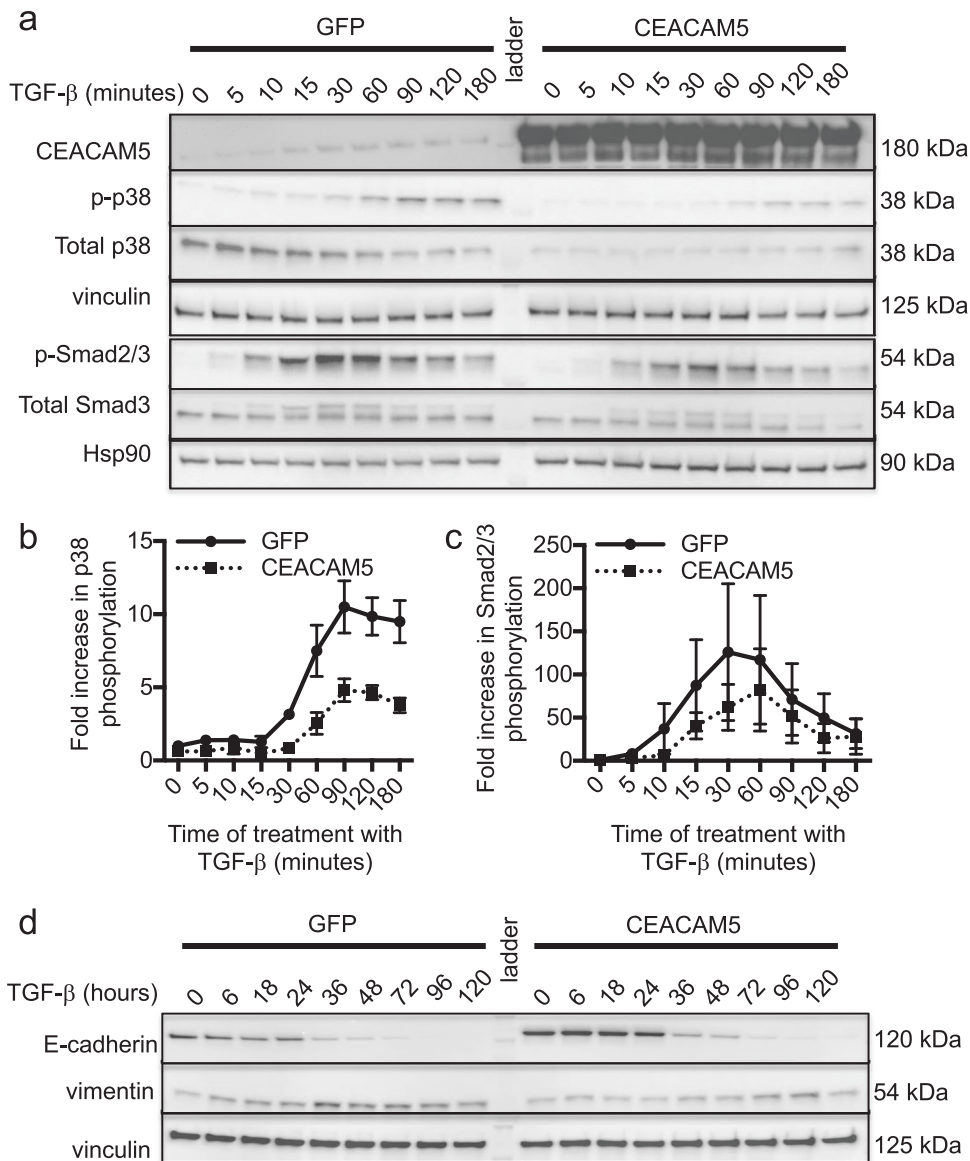 a
GFP
ladder
CEACAM5
TGF-β (minutes)
0 5 10 15 30 60 90 120 180
0 5 10 15 30 60 90 120 180
CEACAM5
180 kDa
p-p38
38 kDa
Total p38
38 kDa
vinculin
125 kDa
p-Smad2/3
54 kDa
Total Smad3
54 kDa
Hsp90
90 kDa
b
GFP
CEACAM5
Fold increase in p38
phosphorylation
15
10
5
0
0 5 10 15 30 60 90 120 180
Time of treatment with
TGF-β (minutes)
c
GFP
CEACAM5
Fold increase in Smad2/3
phosphorylation
250
200
150
100
50
0
0 5 10 15 30 60 90 120 180
Time of treatment with
TGF-β (minutes)
d
GFP
ladder
CEACAM5
TGF-β (hours)
0 6 18 24 36 48 72 96 120
0 6 18 24 36 48 72 96 120
E-cadherin
120 kDa
vimentin
54 kDa
vinculin
125 kDa